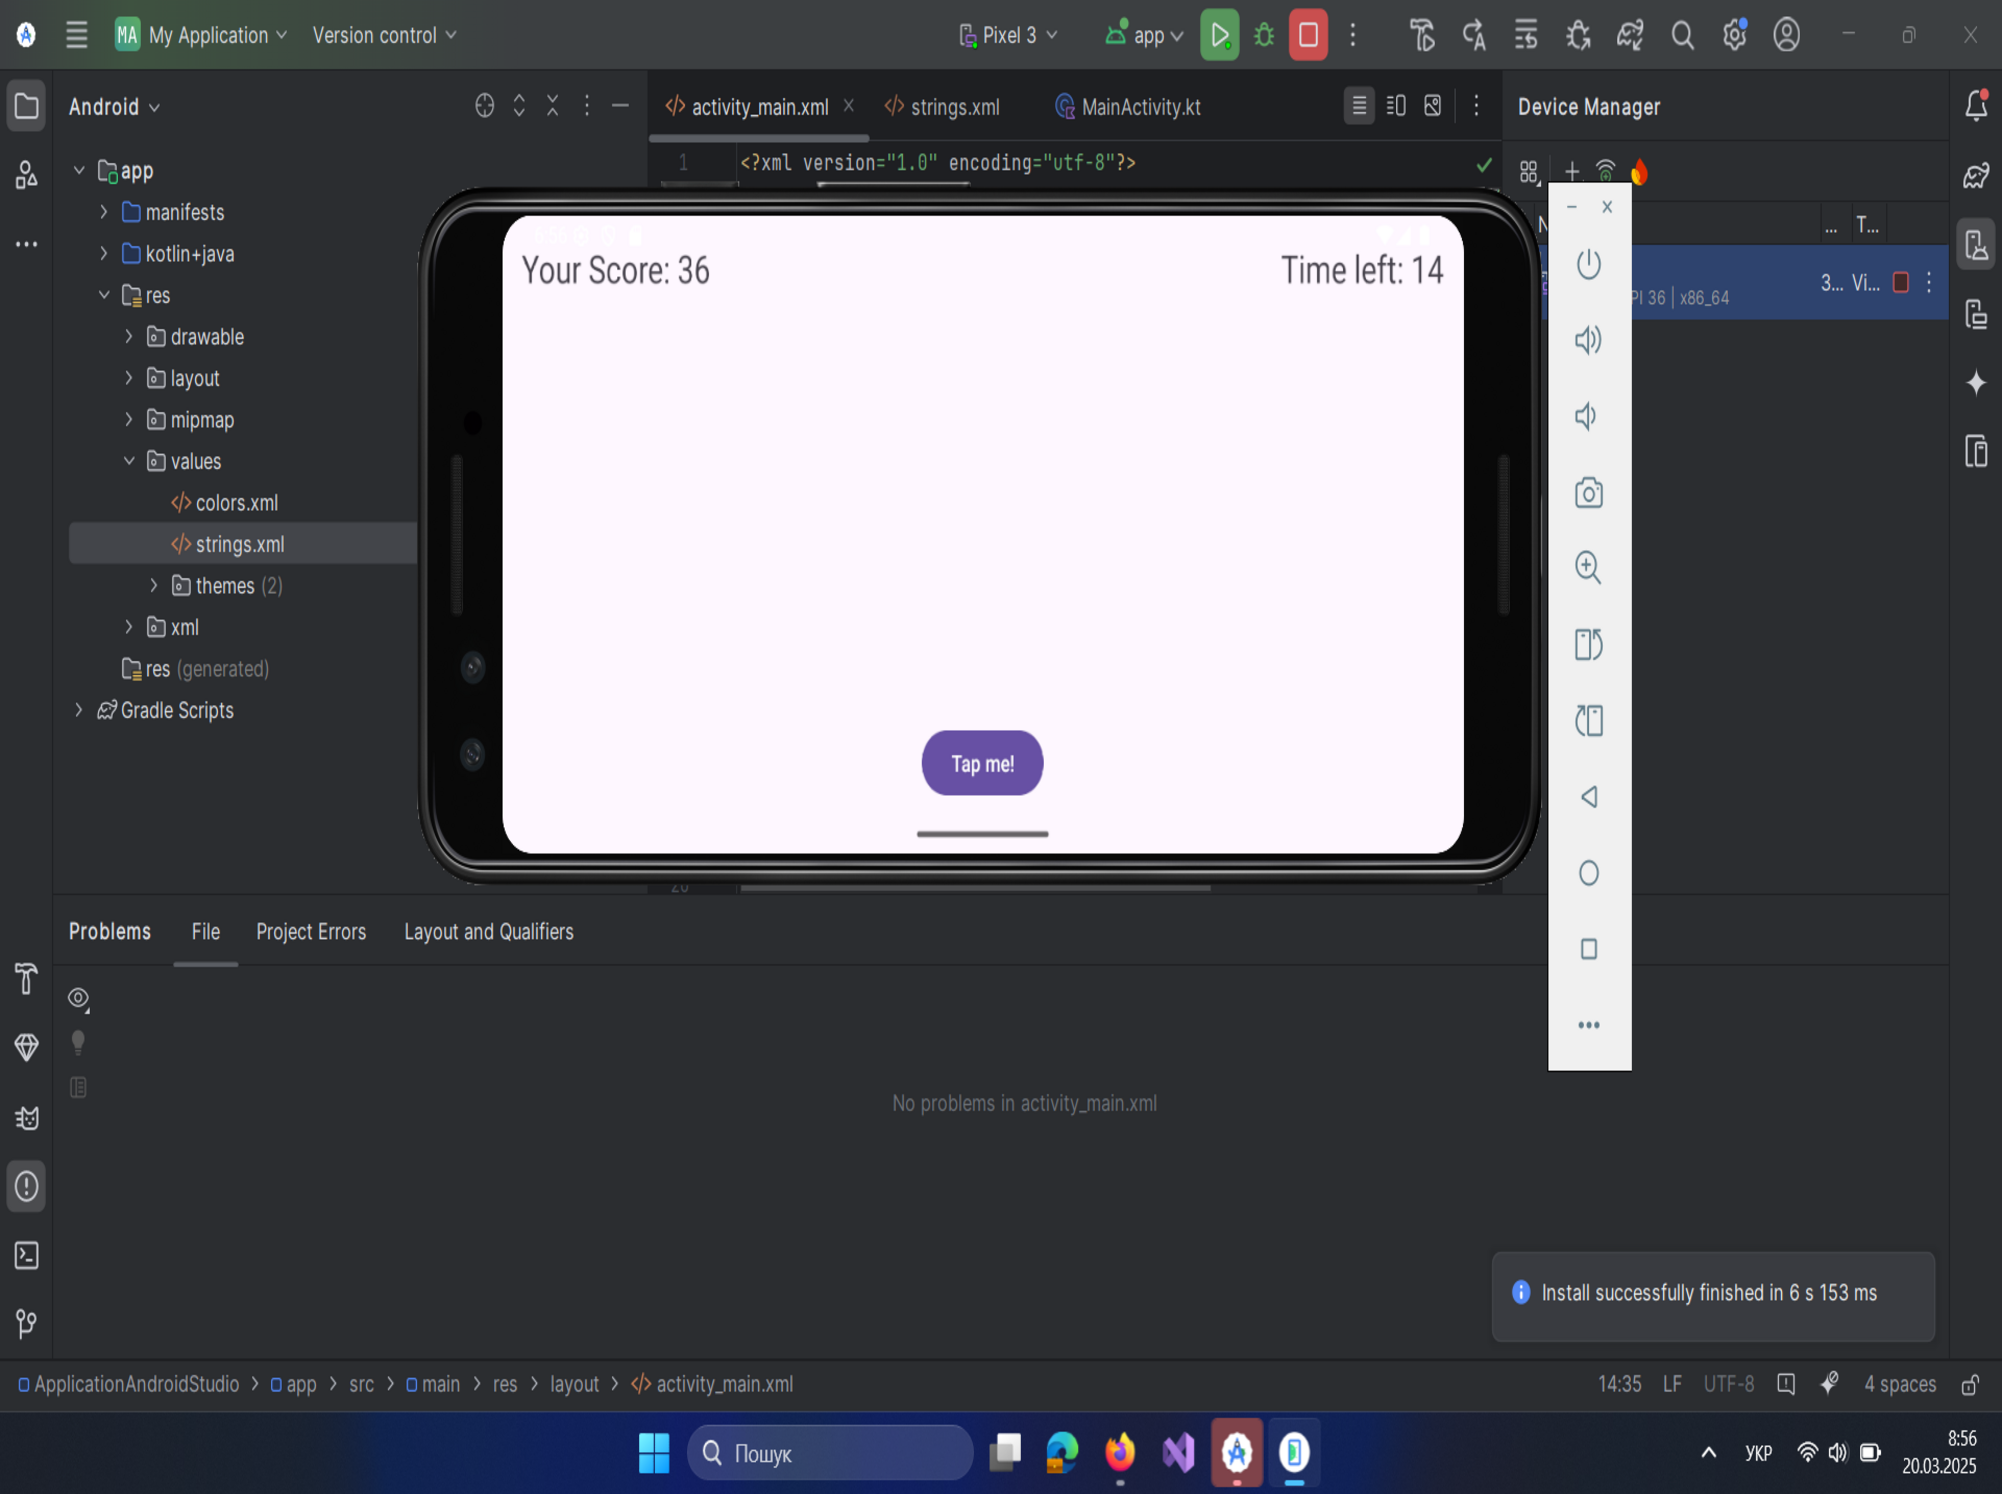 MA My Application Version control Pixel 3 app
Android activity_main.xml strings.xml MainActivity.kt Device Manager
app
1 <?xml version="1.0" encoding="utf-8"?>
manifests
kotlin+java
res
drawable
layout
mipmap
values
colors.xml
strings.xml
themes (2)
xml
res (generated)
Gradle Scripts
Your Score: 36 Time left: 14
Tap me!
... T...
3... Vi...
PI 36 | x86_64
20
Problems File Project Errors Layout and Qualifiers
No problems in activity_main.xml
Install successfully finished in 6 s 153 ms
ApplicationAndroidStudio > app > src > main > res > layout > activity_main.xml 14:35 LF UTF-8 4 spaces
Пошук УКР 8:56
20.03.2025